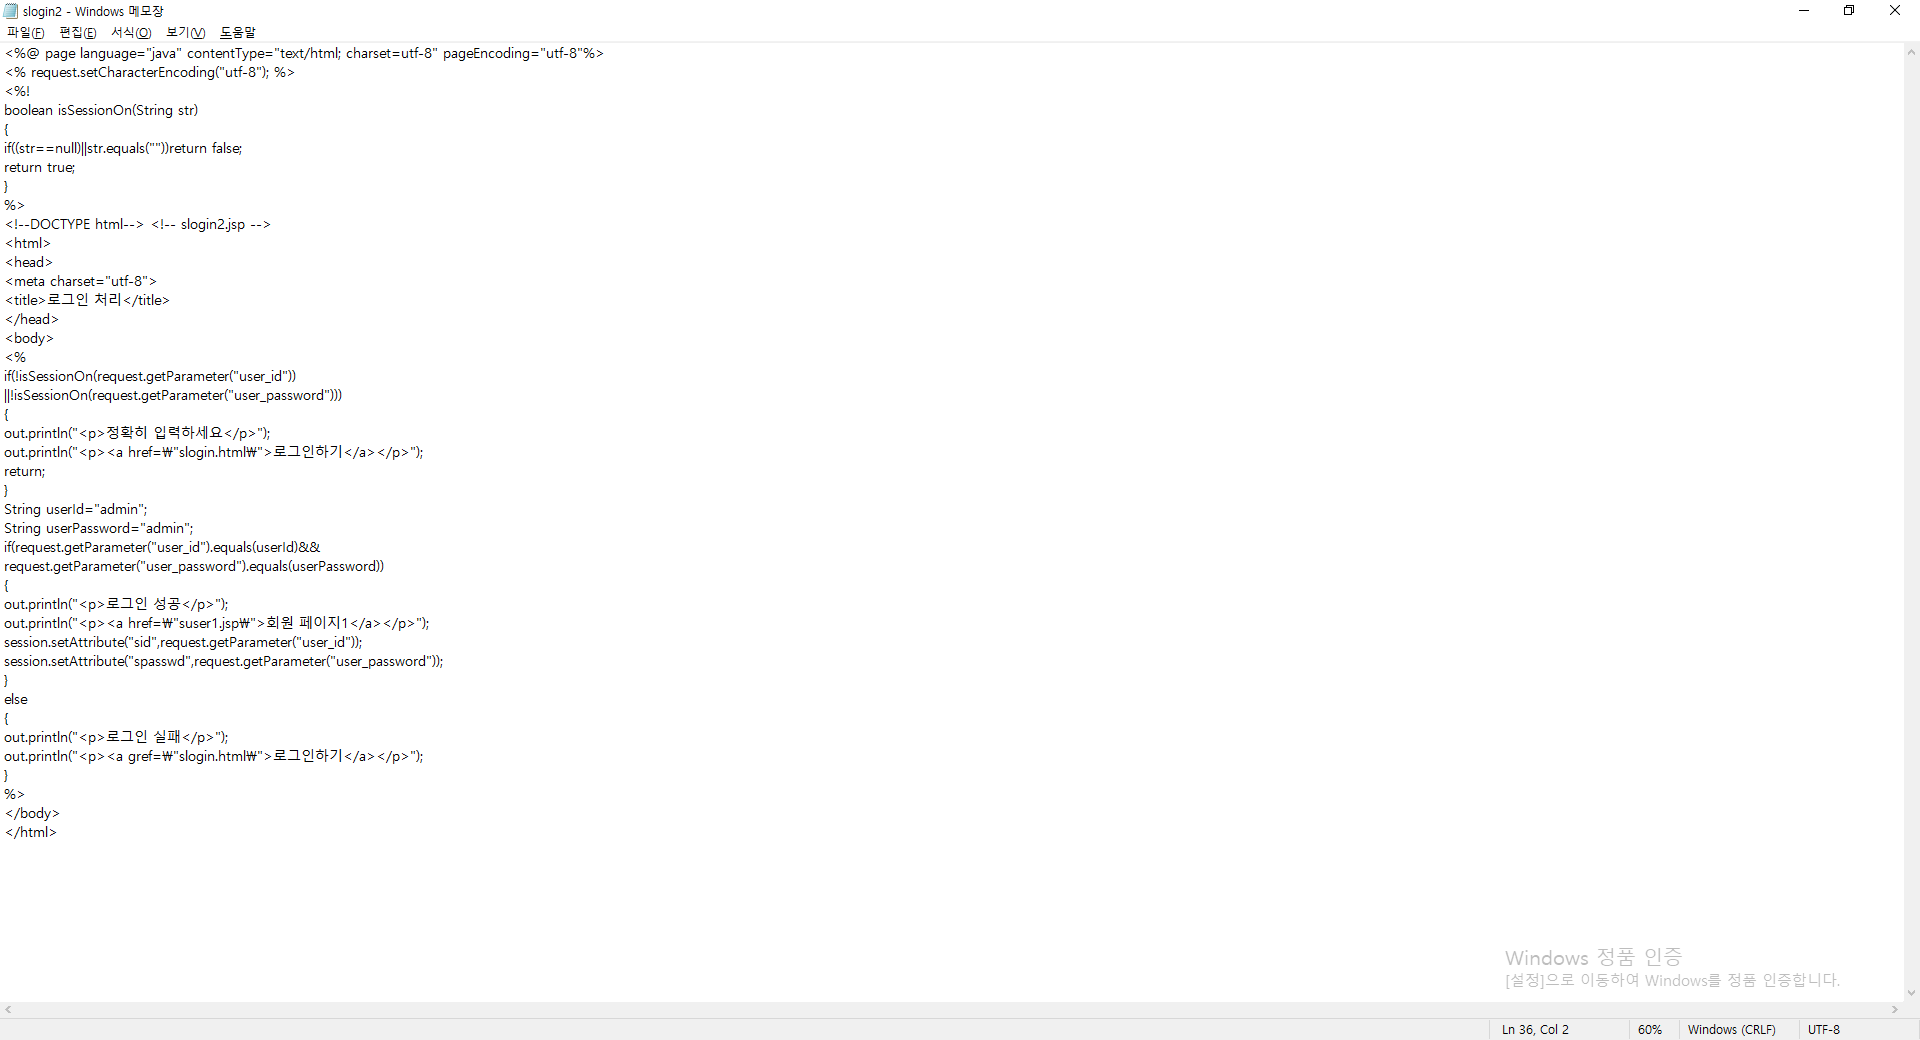 slogin2 - Windows 메모장
파일(F) 편집(E) 서식(O) 보기(V) 도움말
<%@ page language="java" contentType="text/html; charset=utf-8" pageEncoding="utf-8"%>
<% request.setCharacterEncoding("utf-8"); %>
<%!
boolean isSessionOn(String str)
{
if((str==null)||str.equals(""))return false;
return true;
}
%>
<!--DOCTYPE html--> <!-- slogin2.jsp -->
<html>
<head>
<meta charset="utf-8">
<title>로그인 처리</title>
</head>
<body>
<%
if(!isSessionOn(request.getParameter("user_id"))
||!isSessionOn(request.getParameter("user_password")))
{
out.println("<p>정확히 입력하세요</p>");
out.println("<p><a href=₩"slogin.html₩">로그인하기</a></p>");
return;
}
String userId="admin";
String userPassword="admin";
if(request.getParameter("user_id").equals(userId)&&
request.getParameter("user_password").equals(userPassword))
{
out.println("<p>로그인 성공</p>");
out.println("<p><a href=₩"suser1.jsp₩">회원 페이지1</a></p>");
session.setAttribute("sid",request.getParameter("user_id"));
session.setAttribute("spasswd",request.getParameter("user_password"));
}
else
{
out.println("<p>로그인 실패</p>");
out.println("<p><a gref=₩"slogin.html₩">로그인하기</a></p>");
}
%>
</body>
</html>
Windows 정품 인증
[설정]으로 이동하여 Windows를 정품 인증합니다.
Ln 36, Col 2 60% Windows (CRLF) UTF-8